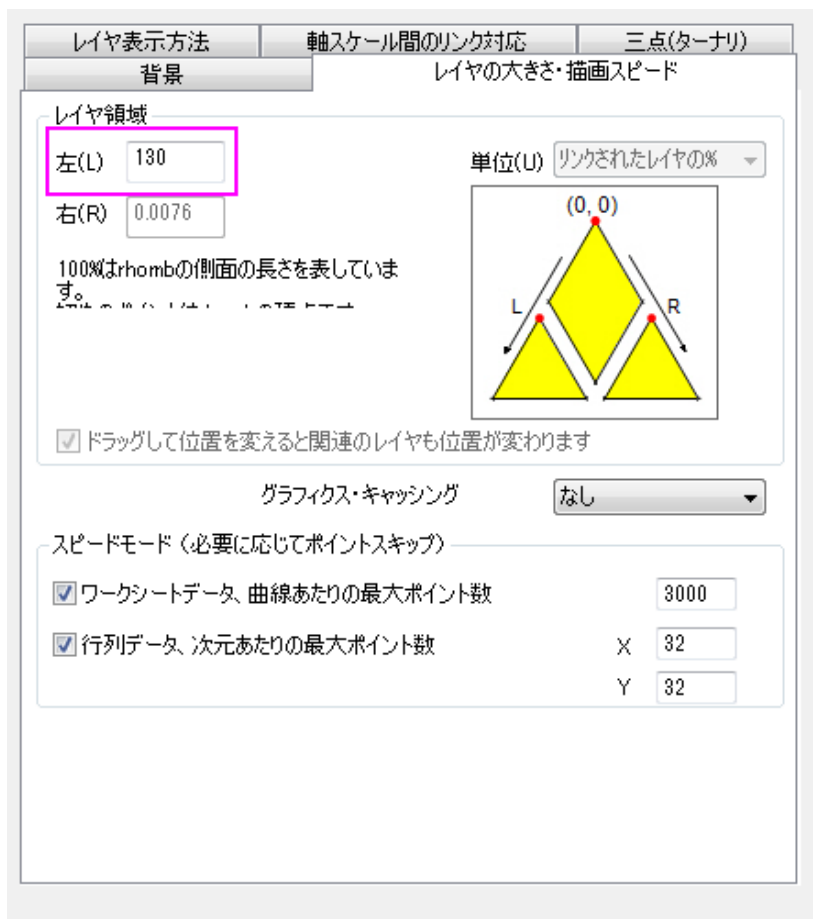 レイヤ表示方法
軸スケール間のリンク対応
三点(ターナリ)
背景
レイヤの大きさ・描画スピード
レイヤ領域
左(L) 130
単位(U) リンクされたレイヤの%
右(R) 0.0076
(0, 0)
100%はrhombの側面の長さを表していま
す。
L
R
ドラッグして位置を変えると関連のレイヤも位置が変わります
グラフィクス・キャッシング なし
スピードモード(必要に応じてポイントスキップ)
ワークシートデータ、曲線あたりの最大ポイント数 3000
行列データ、次元あたりの最大ポイント数 X 32
Y 32